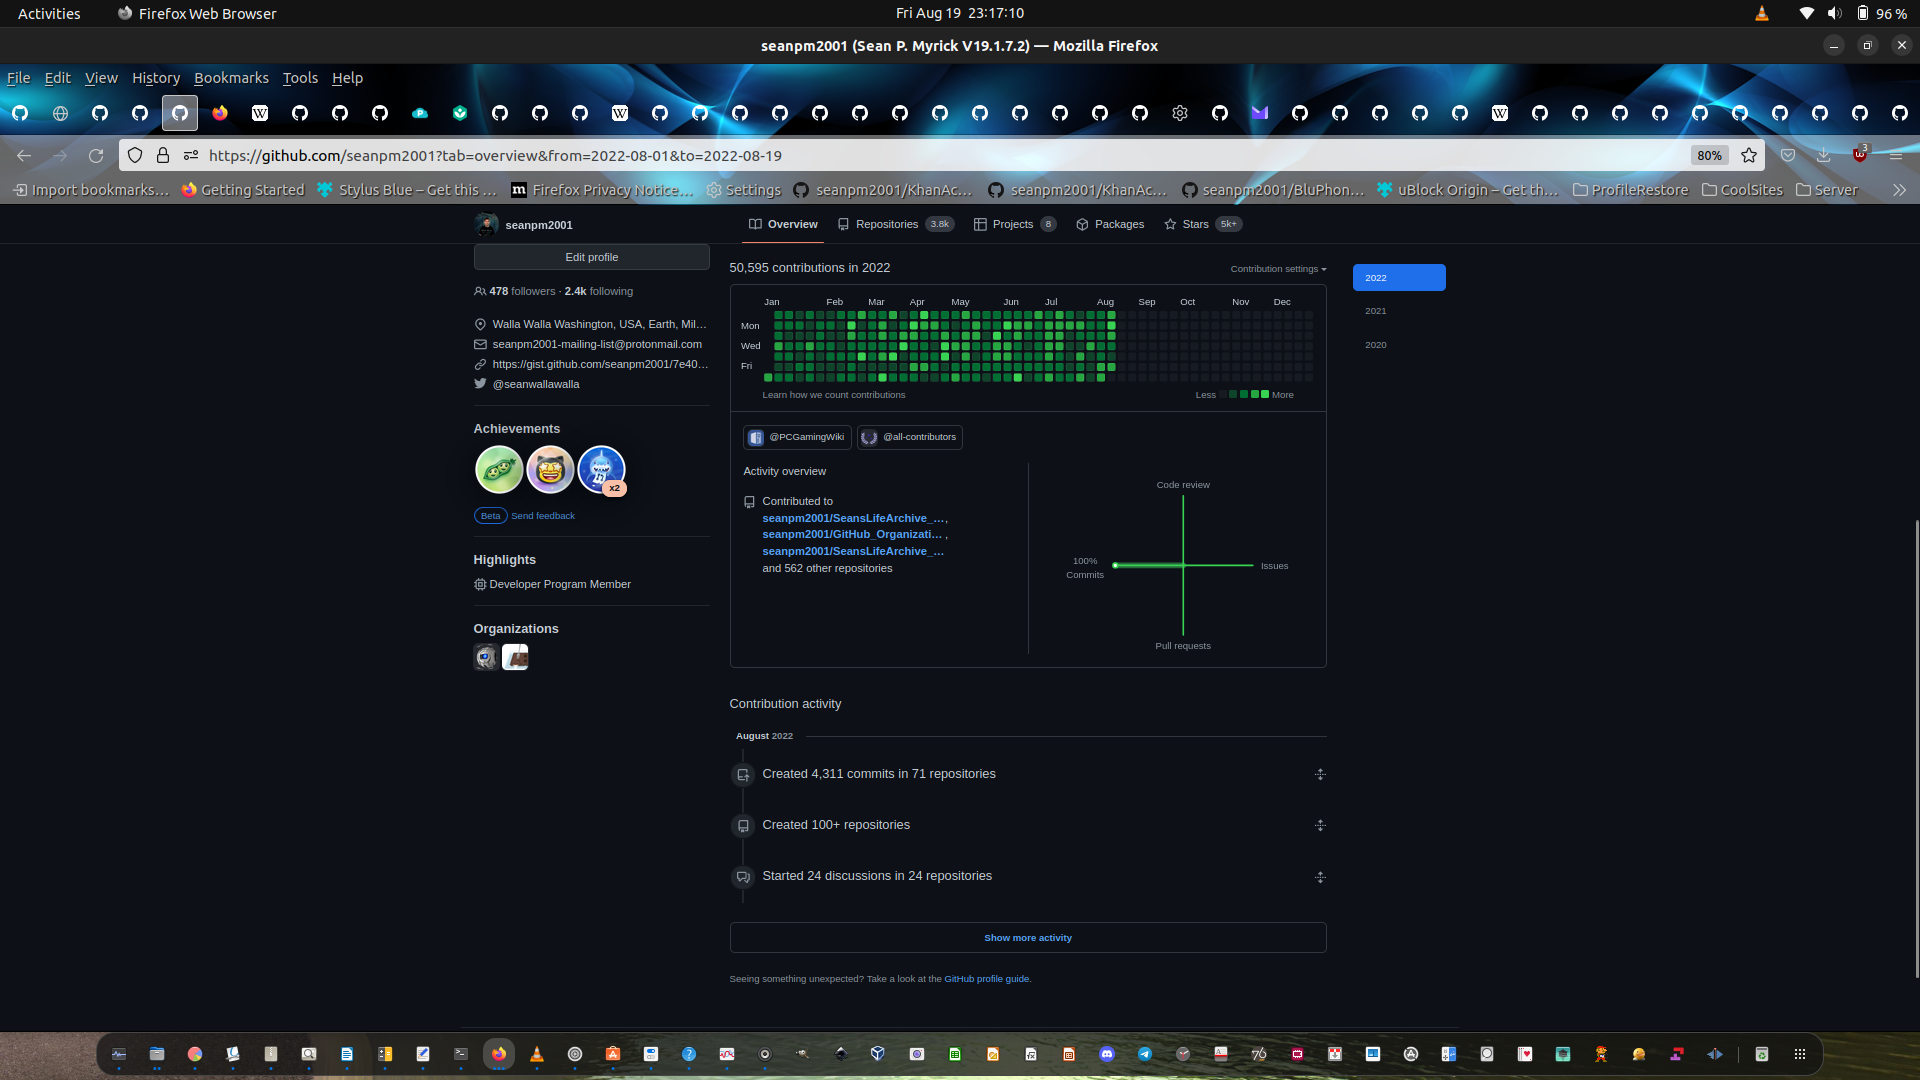 Activities
Firefox Web Browser
Fri Aug 19 23:17:10
96 %
seanpm2001 (Sean P. Myrick V19.1.7.2) — Mozilla Firefox
File Edit View History Bookmarks Tools Help
https://github.com/seanpm2001?tab=overview&from=2022-08-01&to=2022-08-19
80%
3
Import bookmarks… Getting Started Stylus Blue – Get this … Firefox Privacy Notice… Settings seanpm2001/KhanAc… seanpm2001/KhanAc… seanpm2001/BluPhon… uBlock Origin – Get th… ProfileRestore CoolSites Server
seanpm2001
Overview Repositories 3.8k Projects 8 Packages Stars 5k+
Edit profile
478 followers · 2.4k following
Walla Walla Washington, USA, Earth, Mil…
seanpm2001-mailing-list@protonmail.com
https://gist.github.com/seanpm2001/7e40…
@seanwallawalla
Achievements
x2
Beta Send feedback
Highlights
Developer Program Member
Organizations
50,595 contributions in 2022
Contribution settings
2022
2021
2020
Jan Feb Mar Apr May Jun Jul Aug Sep Oct Nov Dec
Mon
Wed
Fri
Learn how we count contributions
Less More
@PCGamingWiki @all-contributors
Activity overview
Contributed to
seanpm2001/SeansLifeArchive_…,
seanpm2001/GitHub_Organizati… ,
seanpm2001/SeansLifeArchive_…
and 562 other repositories
Code review
100%
Commits
Issues
Pull requests
Contribution activity
August 2022
Created 4,311 commits in 71 repositories
Created 100+ repositories
Started 24 discussions in 24 repositories
Show more activity
Seeing something unexpected? Take a look at the GitHub profile guide.